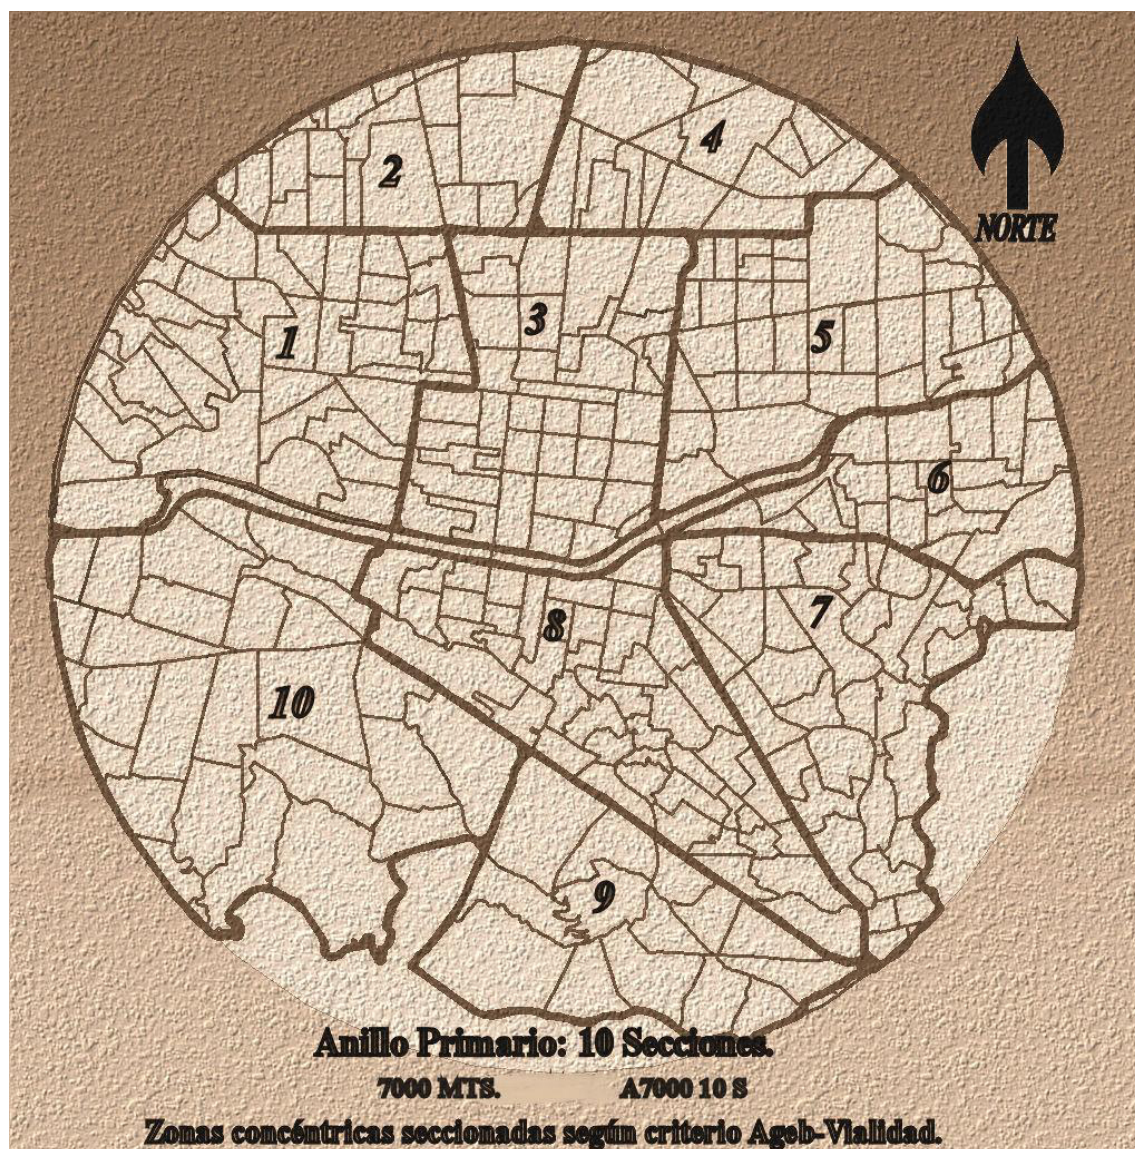 2
4
NORTE
1
3
5
6
7
8
10
9
Anillo Primario: 10 Secciones.
7000 MTS. A7000 10 S
Zonas concéntricas seccionadas según criterio Ageb-Vialidad.